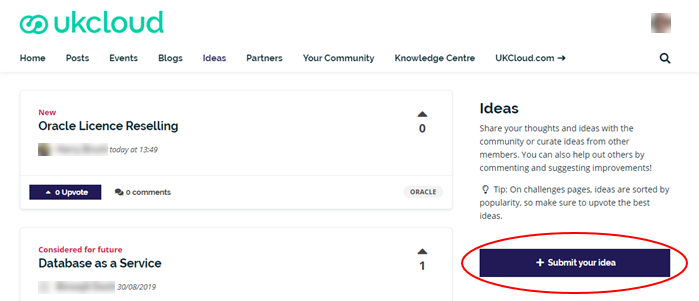 ukcloud
Home Posts Events Blogs Ideas Partners Your Community Knowledge Centre UKCloud.com →
New
Oracle Licence Reselling
today at 13:49
0
0 Upvote
0 comments
ORACLE
Considered for future
Database as a Service
30/08/2019
1
Ideas
Share your thoughts and ideas with the
community or curate ideas from other
members. You can also help out others by
commenting and suggesting improvements!
Tip: On challenges pages, ideas are sorted by
popularity, so make sure to upvote the best
ideas.
+ Submit your idea